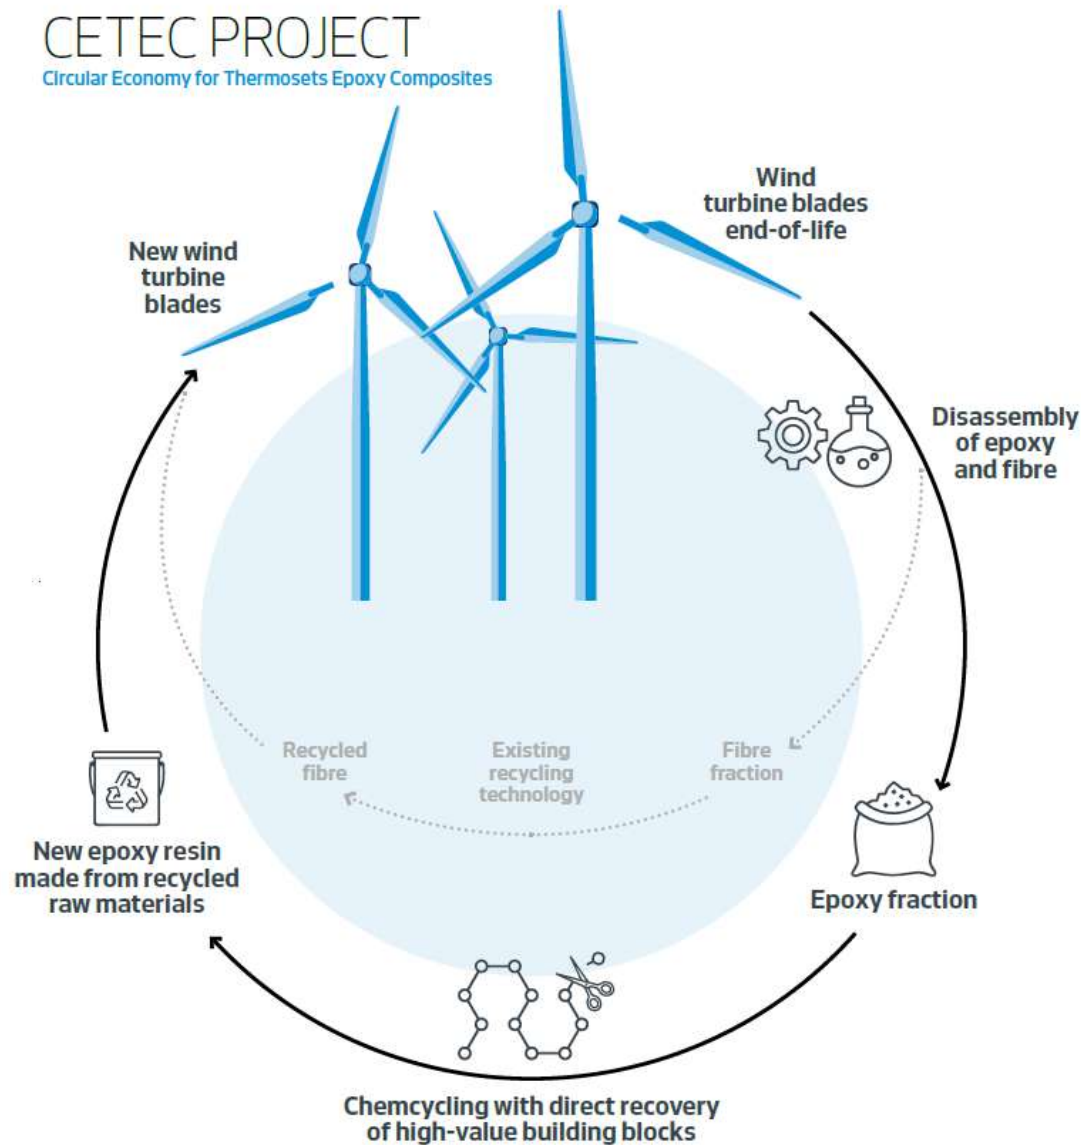 CETEC PROJECT
Circular Economy for Thermosets Epoxy Composites
Wind
turbine blades
end-of-life
New wind
turbine
blades
Disassembly
of epoxy
and fibre
Recycled
fibre
Existing
recycling
technology
Fibre
fraction
New epoxy resin
made from recycled
raw materials
Epoxy fraction
Chemcycling with direct recovery
of high-value building blocks